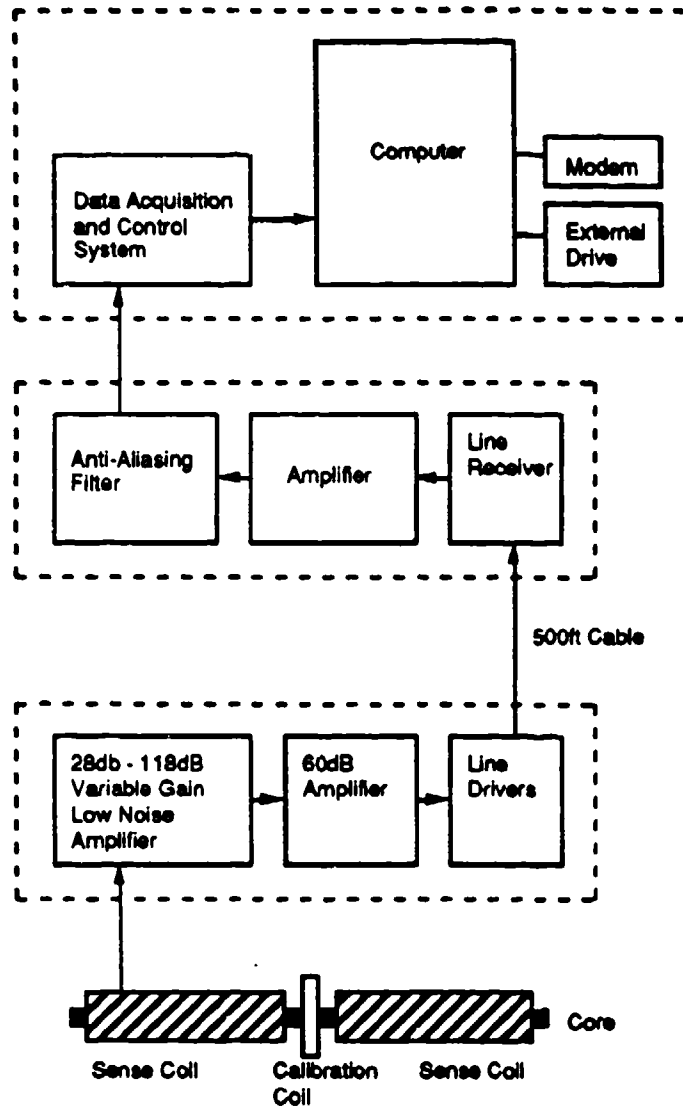 Computer
Modem
Data Acquisition
and Control
System
External
Drive
Anti-Aliasing
Filter
Amplifier
Line
Receiver
500ft Cable
28db - 118dB
Variable Gain
Low Noise
Amplifier
60dB
Amplifier
Line
Drivers
Core
Sense Coil
Calibration
Coil
Sense Coil